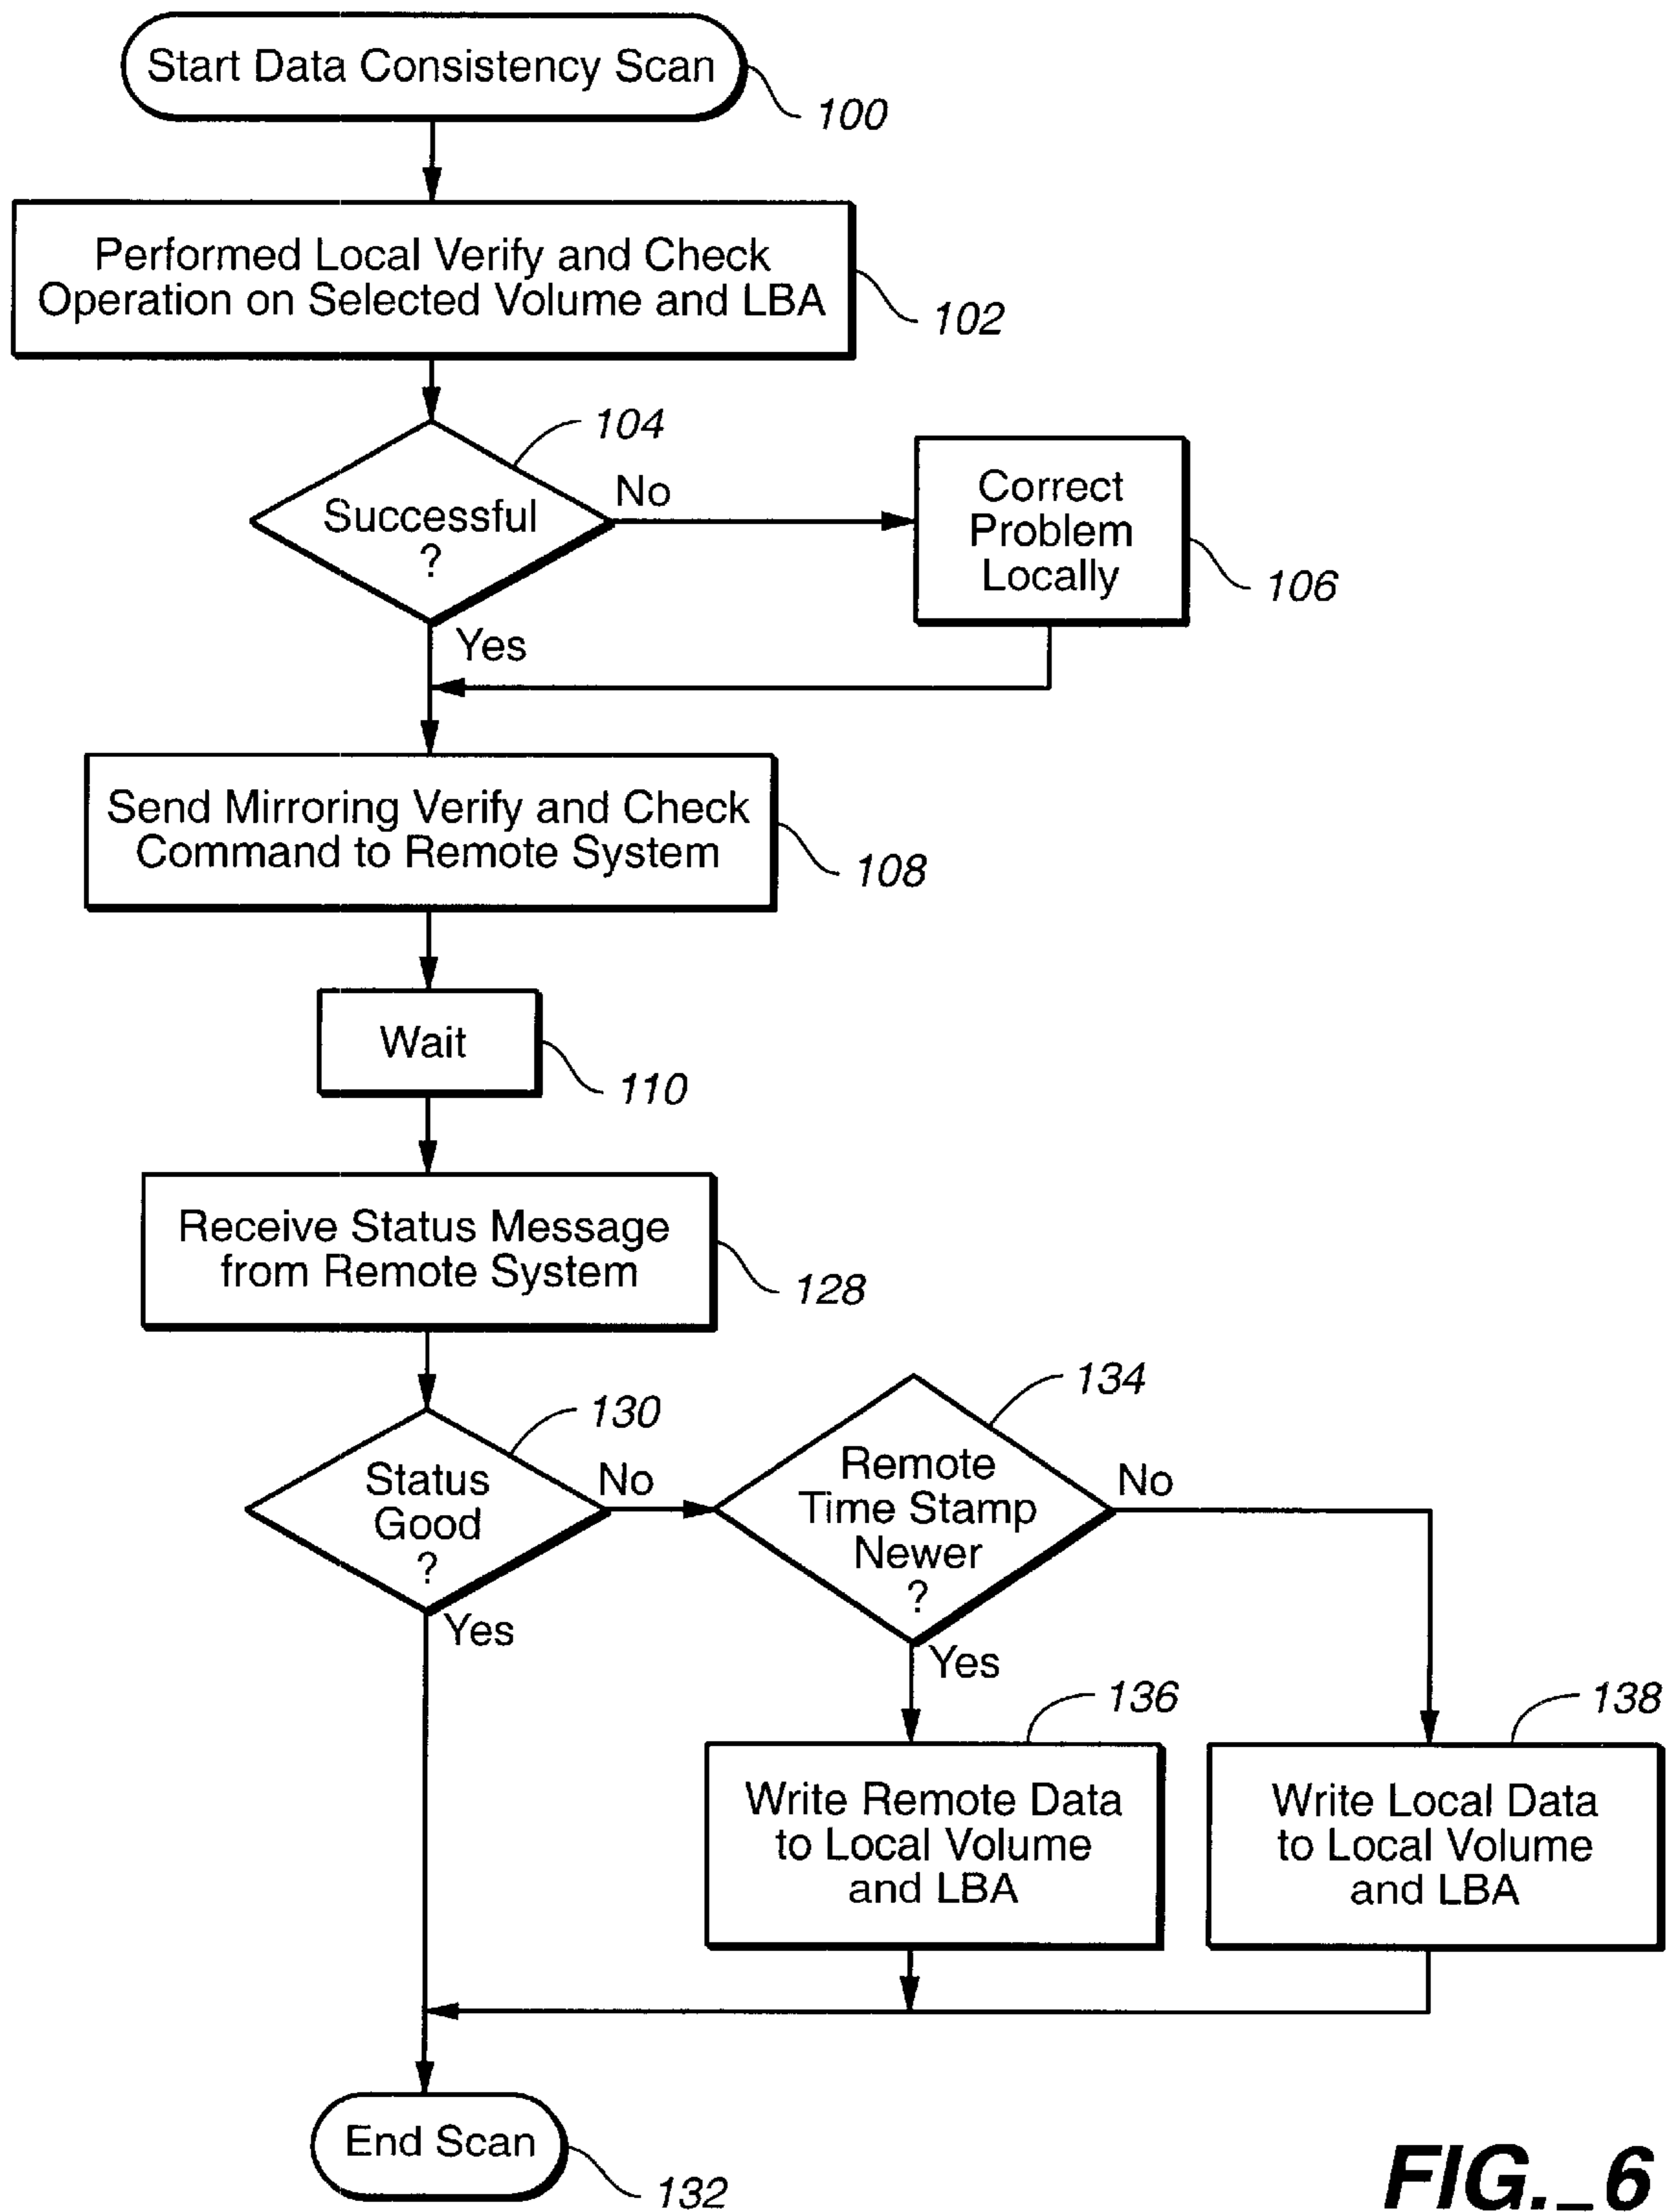 Start Data Consistency Scan
100
Performed Local Verify and Check
Operation on Selected Volume and LBA
102
104
Successful
?
No
Yes
Correct
Problem
Locally
106
Send Mirroring Verify and Check
Command to Remote System
108
Wait
110
Receive Status Message
from Remote System
128
130
Status
Good
?
No
Yes
134
Remote
Time Stamp
Newer
?
No
Yes
136
Write Remote Data
to Local Volume
and LBA
138
Write Local Data
to Local Volume
and LBA
End Scan
132
FIG._6